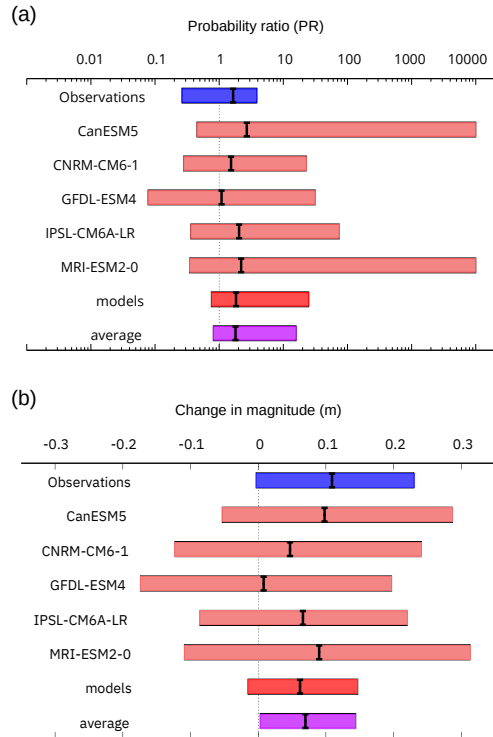 (a)
Probability ratio (PR)
0.01 0.1 1 10 100 1000 10000
Observations
CanESM5
CNRM-CM6-1
GFDL-ESM4
IPSL-CM6A-LR
MRI-ESM2-0
models
average
(b)
Change in magnitude (m)
-0.3 -0.2 -0.1 0 0.1 0.2 0.3
Observations
CanESM5
CNRM-CM6-1
GFDL-ESM4
IPSL-CM6A-LR
MRI-ESM2-0
models
average